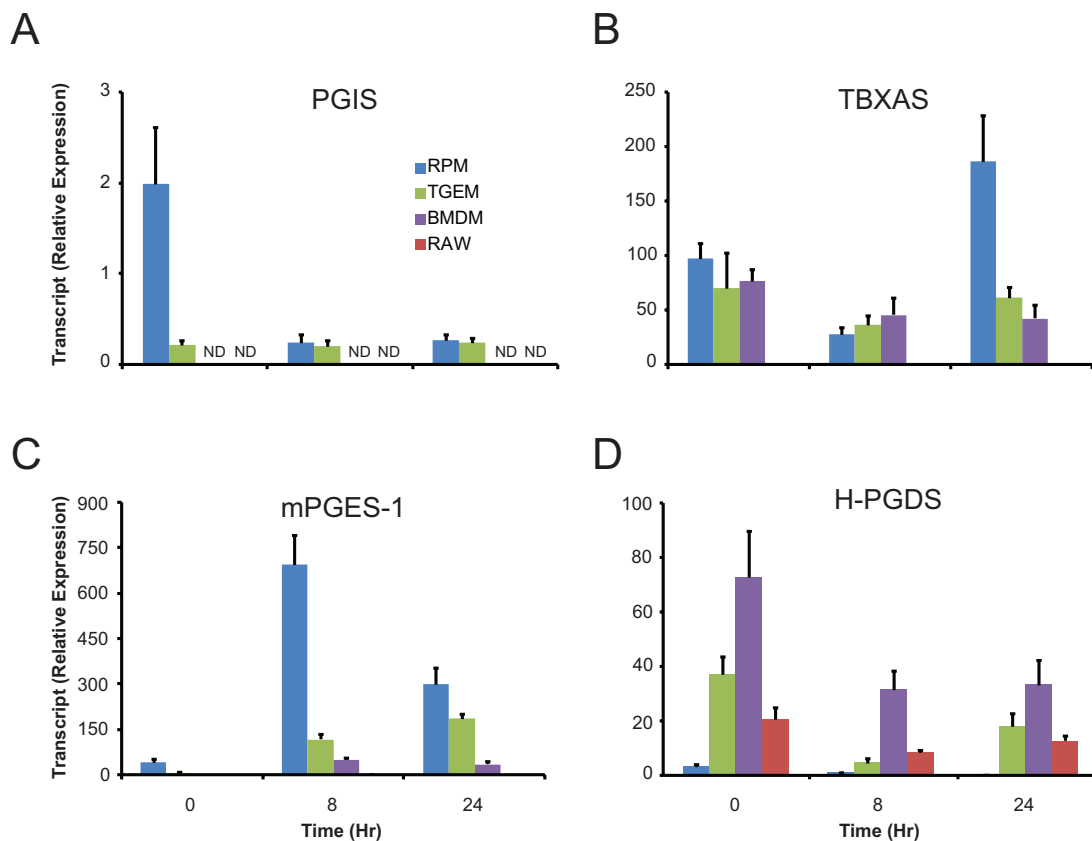 A
PGIS
Transcript (Relative Expression)
3
2
1
0
ND ND
ND ND
ND ND
RPM
TGEM
BMDM
RAW
B
TBXAS
250
200
150
100
50
0
C
mPGES-1
Transcript (Relative Expression)
900
750
600
450
300
150
0
0 8 24
Time (Hr)
D
H-PGDS
100
80
60
40
20
0
0 8 24
Time (Hr)